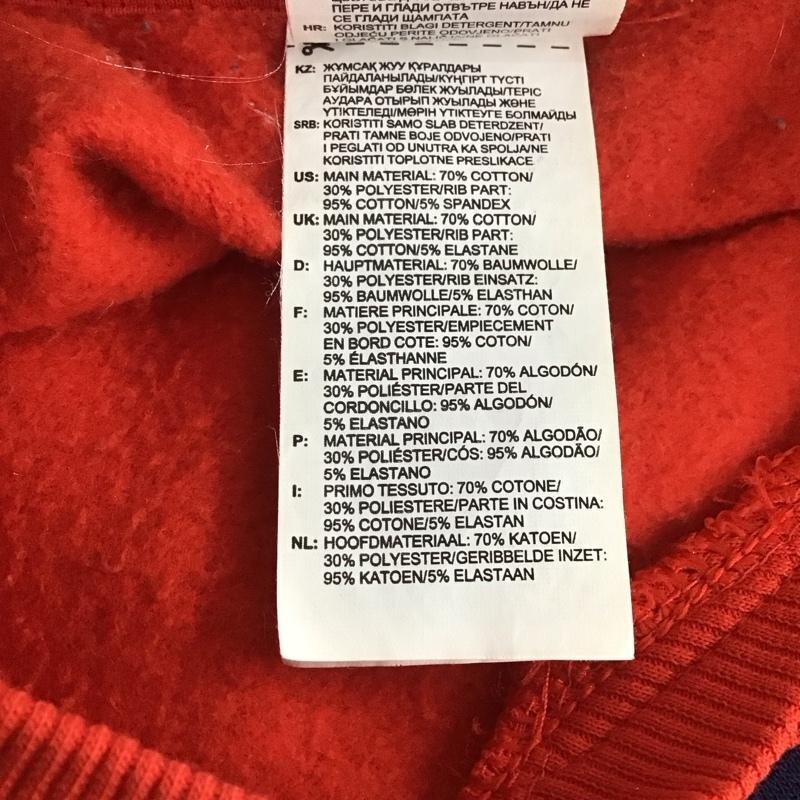 ПЕРЕ И ГЛАДИ ОТВЪТРЕ НАВЪН/ДА НЕ
СЕ ГЛАДИ ЩАМПАТА
HR: KORISTITI BLAGI DETERGENT/TAMNU
ODJEĆU PERITE ODVOJENO/PRATI
KZ: ЖҰМСАҚ ЖУУ ҚҰРАЛДАРЫ
ПАЙДАЛАНЫЛАДЫ/КҮҢГІРТ ТҮСТІ
БҰЙЫМДАР БӨЛЕК ЖУЫЛАДЫ/ТЕРІС
АУДАРА ОТЫРЫП ЖУЫЛАДЫ ЖӘНЕ
ҮТІКТЕЛЕДІ/МӨРІН ҮТІКТЕУГЕ БОЛМАЙДЫ
SRB: KORISTITI SAMO SLAB DETERDZENT/
PRATI TAMNE BOJE ODVOJENO/PRATI
I PEGLATI OD UNUTRA KA SPOLJA/NE
KORISTITI TOPLOTNE PRESLIKACE
US: MAIN MATERIAL: 70% COTTON/
30% POLYESTER/RIB PART:
95% COTTON/5% SPANDEX
UK: MAIN MATERIAL: 70% COTTON/
30% POLYESTER/RIB PART:
95% COTTON/5% ELASTANE
D: HAUPTMATERIAL: 70% BAUMWOLLE/
30% POLYESTER/RIB EINSATZ:
95% BAUMWOLLE/5% ELASTHAN
F: MATIERE PRINCIPALE: 70% COTON/
30% POLYESTER/EMPIECEMENT
EN BORD COTE: 95% COTON/
5% ÉLASTHANNE
E: MATERIAL PRINCIPAL: 70% ALGODÓN/
30% POLIÉSTER/PARTE DEL
CORDONCILLO: 95% ALGODÓN/
5% ELASTANO
P: MATERIAL PRINCIPAL: 70% ALGODÃO/
30% POLIÉSTER/CÓS: 95% ALGODÃO/
5% ELASTANO
I: PRIMO TESSUTO: 70% COTONE/
30% POLIESTERE/PARTE IN COSTINA:
95% COTONE/5% ELASTAN
NL: HOOFDMATERIAAL: 70% KATOEN/
30% POLYESTER/GERIBBELDE INZET:
95% KATOEN/5% ELASTAAN